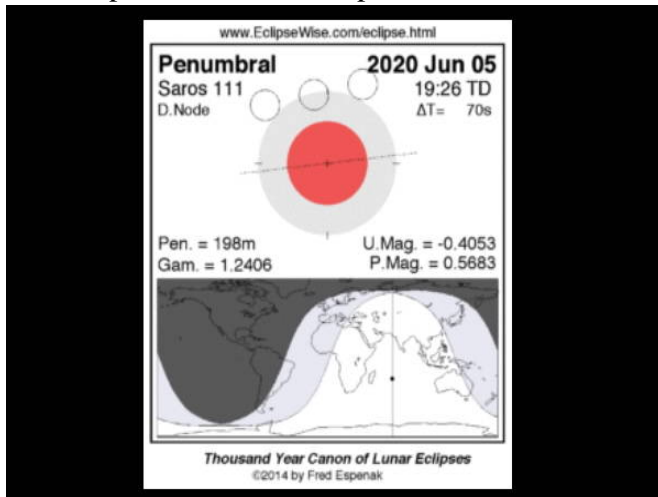 www.EclipseWise.com/eclipse.html
Penumbral 2020 Jun 05
Saros 111 19:26 TD
D.Node ΔT= 70s
Pen. = 198m U.Mag. = -0.4053
Gam. = 1.2406 P.Mag. = 0.5683
Thousand Year Canon of Lunar Eclipses
©2014 by Fred Espenak